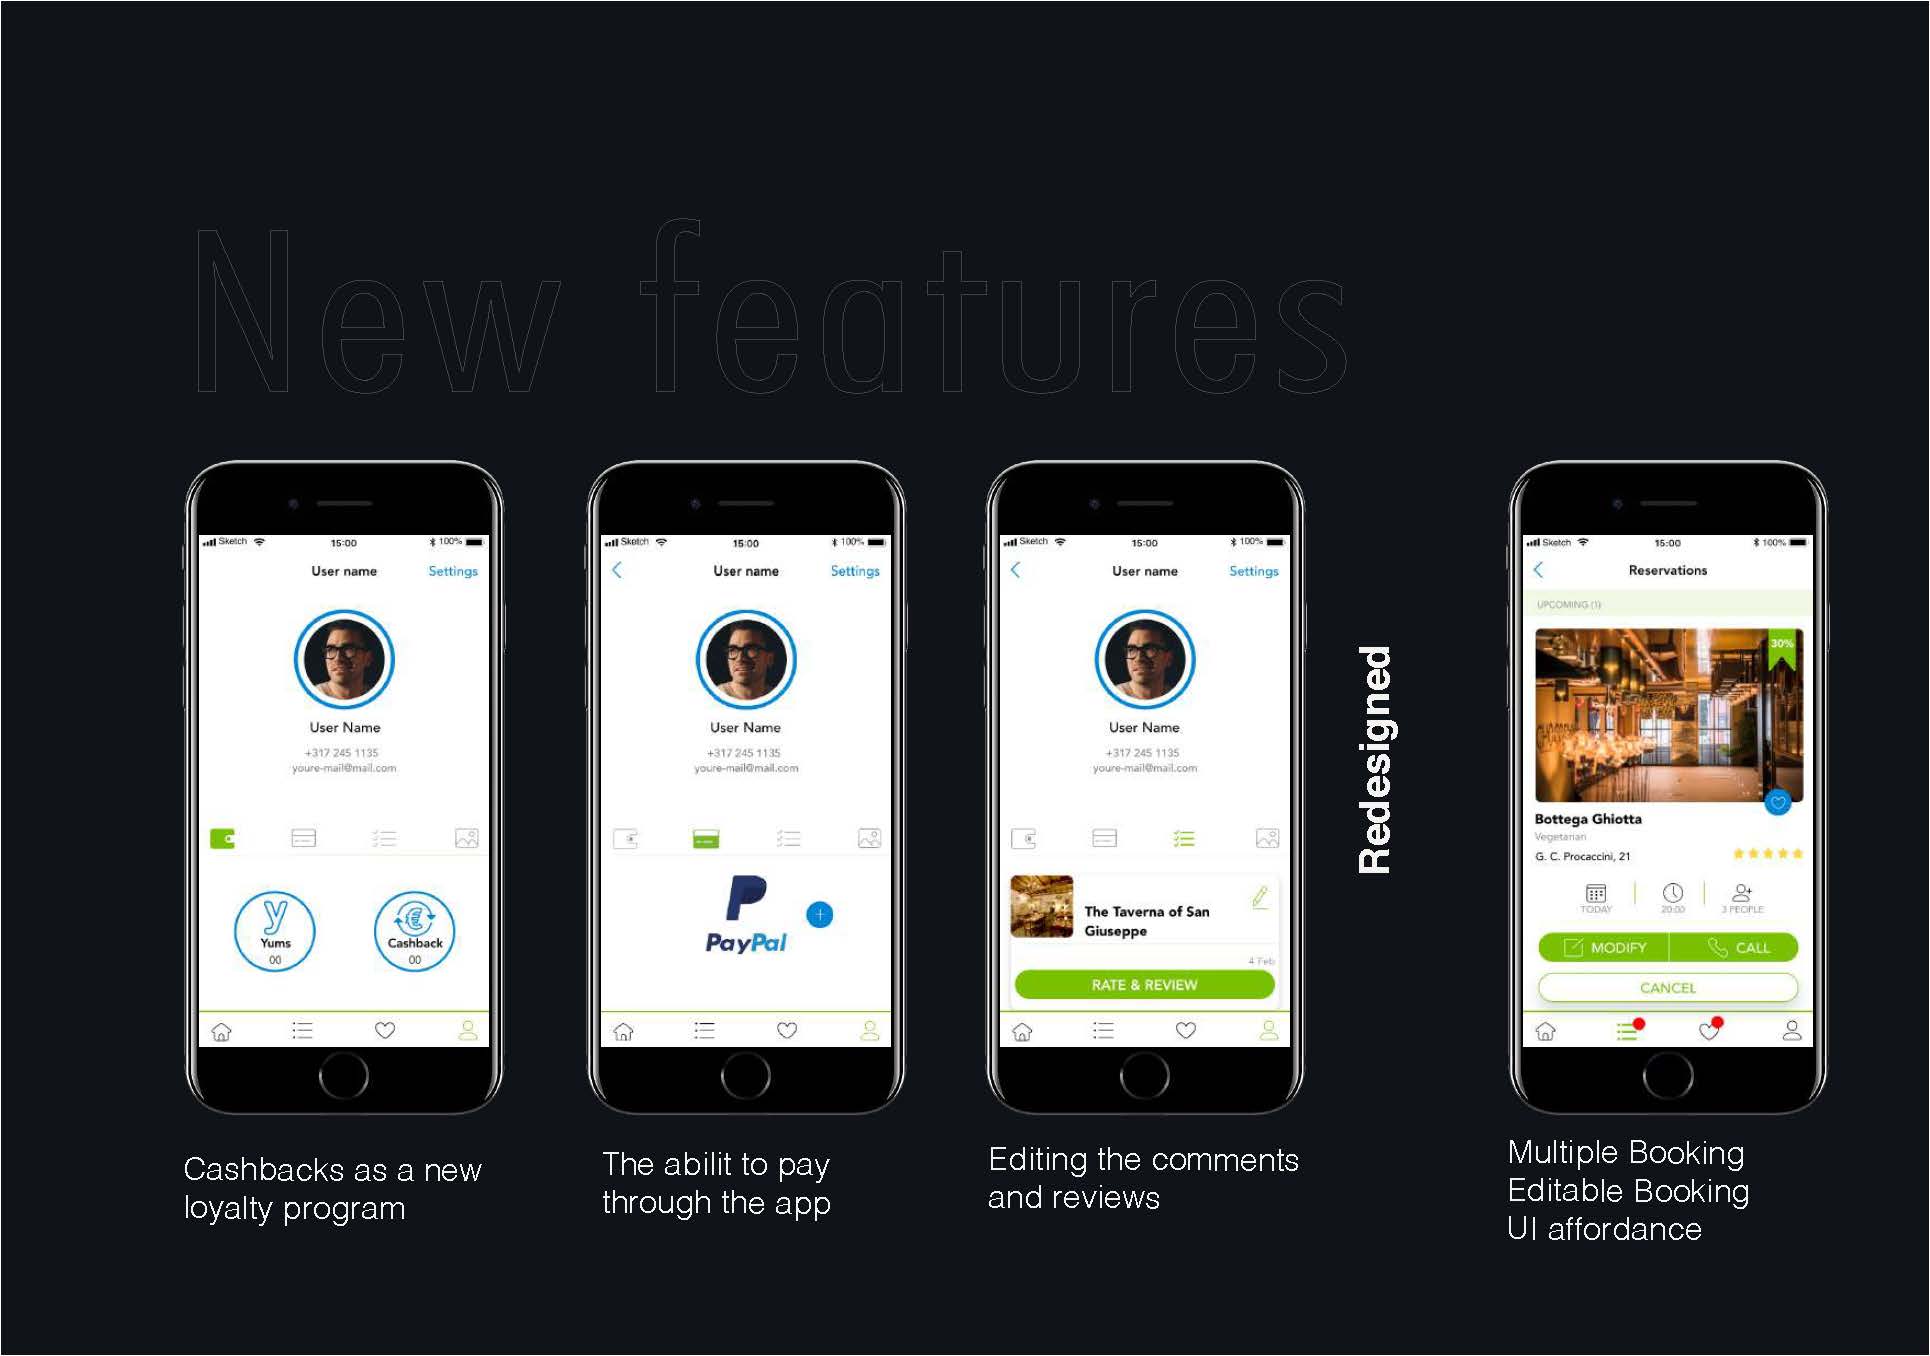 New features
Sketch 15:00 100%
User name Settings
User Name
+317 245 1135
youre-mail@mail.com
y
Yums
00
€
Cashback
00
Cashbacks as a new
loyalty program
Sketch 15:00 100%
User name Settings
User Name
+317 245 1135
youre-mail@mail.com
P
PayPal
+
The abilit to pay
through the app
Sketch 15:00 100%
User name Settings
User Name
+317 245 1135
youre-mail@mail.com
The Taverna of San
Giuseppe
4 Feb
RATE & REVIEW
Editing the comments
and reviews
Redesigned
Sketch 15:00 100%
Reservations
UPCOMING (1)
30%
Bottega Ghiotta
Vegetarian
G. C. Procaccini, 21
TODAY 20:00 3 PEOPLE
MODIFY CALL
CANCEL
Multiple Booking
Editable Booking
UI affordance